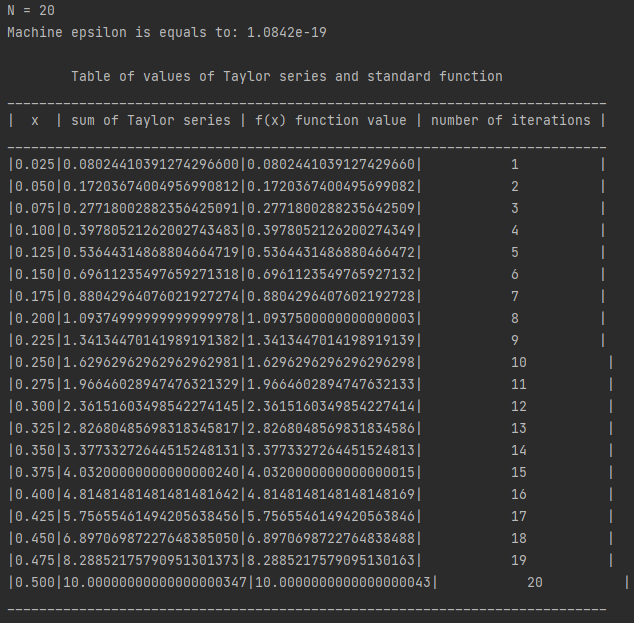 N = 20
Machine epsilon is equals to: 1.0842e-19
Table of values of Taylor series and standard function
___________________________________________________________________________
|  x  | sum of Taylor series | f(x) function value | number of iterations |
___________________________________________________________________________
|0.025|0.08024410391274296600|0.0802441039127429660|           1          |
|0.050|0.17203674004956990812|0.1720367400495699082|           2          |
|0.075|0.27718002882356425091|0.2771800288235642509|           3          |
|0.100|0.39780521262002743483|0.3978052126200274349|           4          |
|0.125|0.53644314868804664719|0.5364431486880466472|           5          |
|0.150|0.69611235497659271318|0.6961123549765927132|           6          |
|0.175|0.88042964076021927274|0.8804296407602192728|           7          |
|0.200|1.09374999999999999978|1.0937500000000000003|           8          |
|0.225|1.34134470141989191382|1.3413447014198919139|           9          |
|0.250|1.62962962962962962981|1.6296296296296296298|           10          |
|0.275|1.96646028947476321329|1.9664602894747632133|           11          |
|0.300|2.36151603498542274145|2.3615160349854227414|           12          |
|0.325|2.82680485698318345817|2.8268048569831834586|           13          |
|0.350|3.37733272644515248131|3.3773327264451524813|           14          |
|0.375|4.03200000000000000240|4.0320000000000000015|           15          |
|0.400|4.81481481481481481642|4.8148148148148148169|           16          |
|0.425|5.75655461494205638456|5.7565546149420563846|           17          |
|0.450|6.89706987227648385050|6.8970698722764838488|           18          |
|0.475|8.28852175790951301373|8.2885217579095130163|           19          |
|0.500|10.00000000000000000347|10.0000000000000000043|           20          |
___________________________________________________________________________